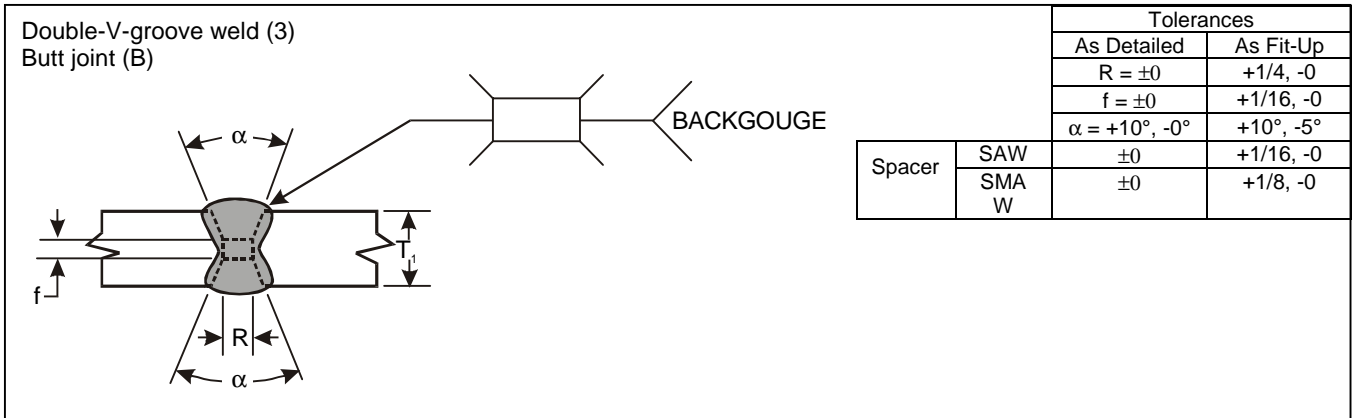 Double-V-groove weld (3)
Butt joint (B)
BACKGOUGE
α
T1
f
R
α
Tolerances
As Detailed As Fit-Up
R = ±0 +1/4, -0
f = ±0 +1/16, -0
α = +10°, -0° +10°, -5°
Spacer SAW ±0 +1/16, -0
SMA
W ±0 +1/8, -0